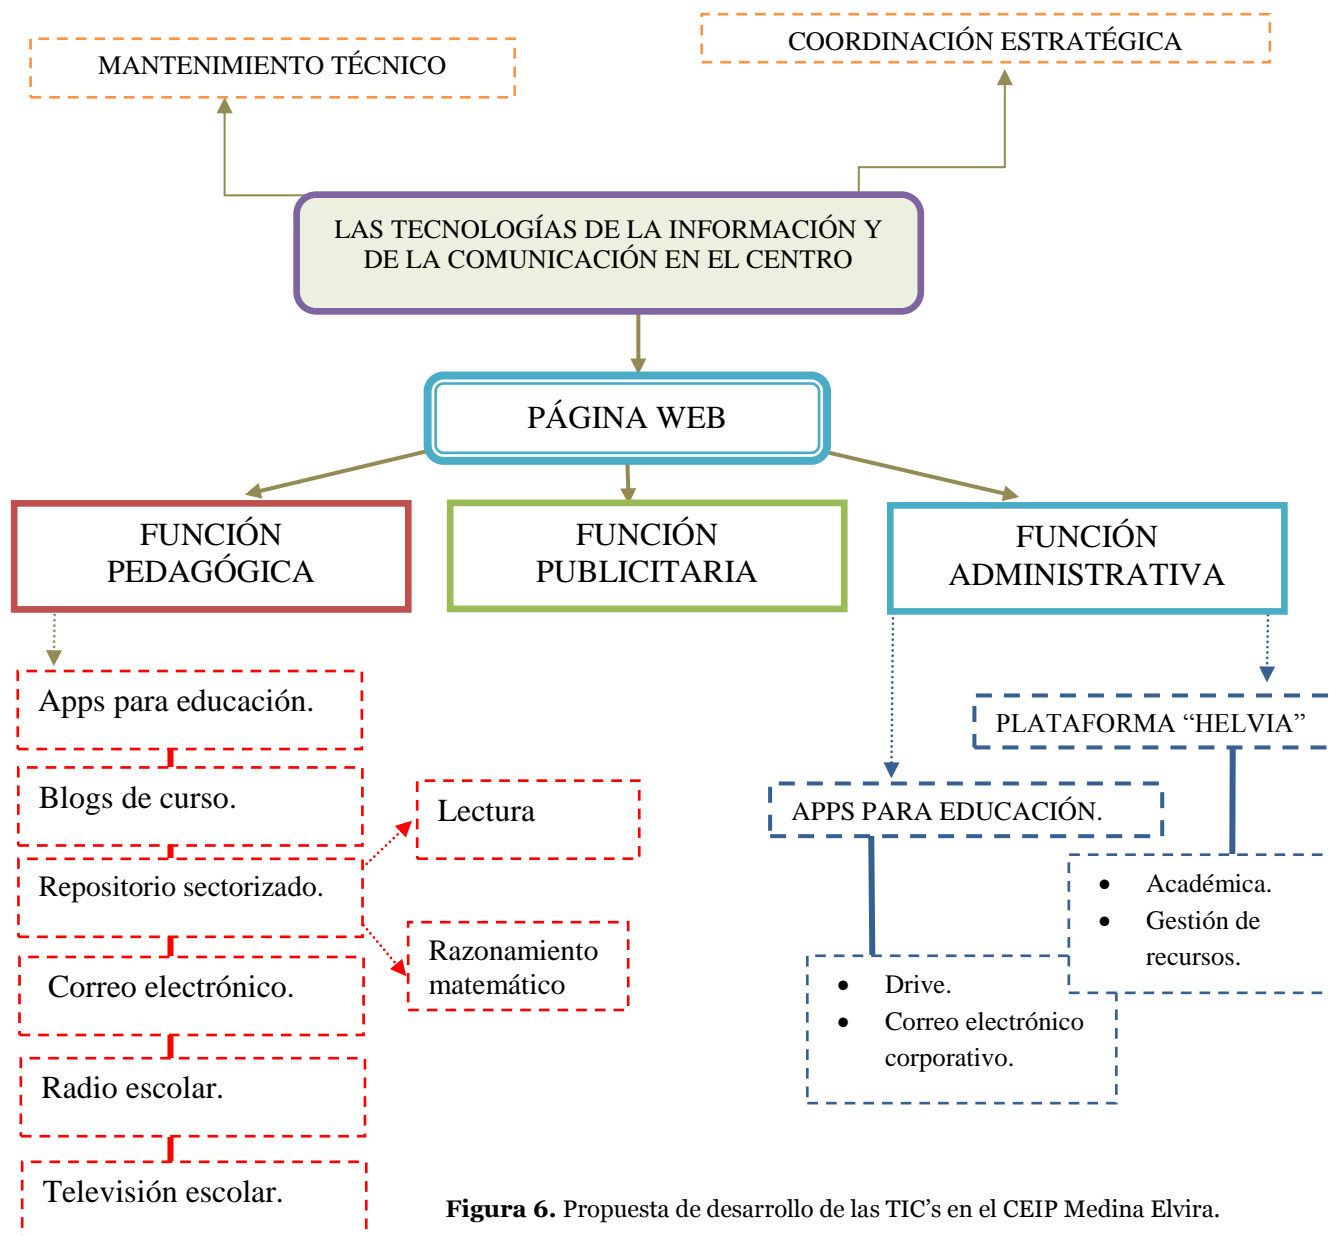 MANTENIMIENTO TÉCNICO
COORDINACIÓN ESTRATÉGICA
LAS TECNOLOGÍAS DE LA INFORMACIÓN Y
DE LA COMUNICACIÓN EN EL CENTRO
PÁGINA WEB
FUNCIÓN
PEDAGÓGICA
FUNCIÓN
PUBLICITARIA
FUNCIÓN
ADMINISTRATIVA
Apps para educación.
Blogs de curso.
Repositorio sectorizado.
Correo electrónico.
Radio escolar.
Televisión escolar.
Lectura
Razonamiento
matemático
APPS PARA EDUCACIÓN.
• Drive.
• Correo electrónico
corporativo.
PLATAFORMA “HELVIA”
• Académica.
• Gestión de
recursos.
Figura 6. Propuesta de desarrollo de las TIC’s en el CEIP Medina Elvira.